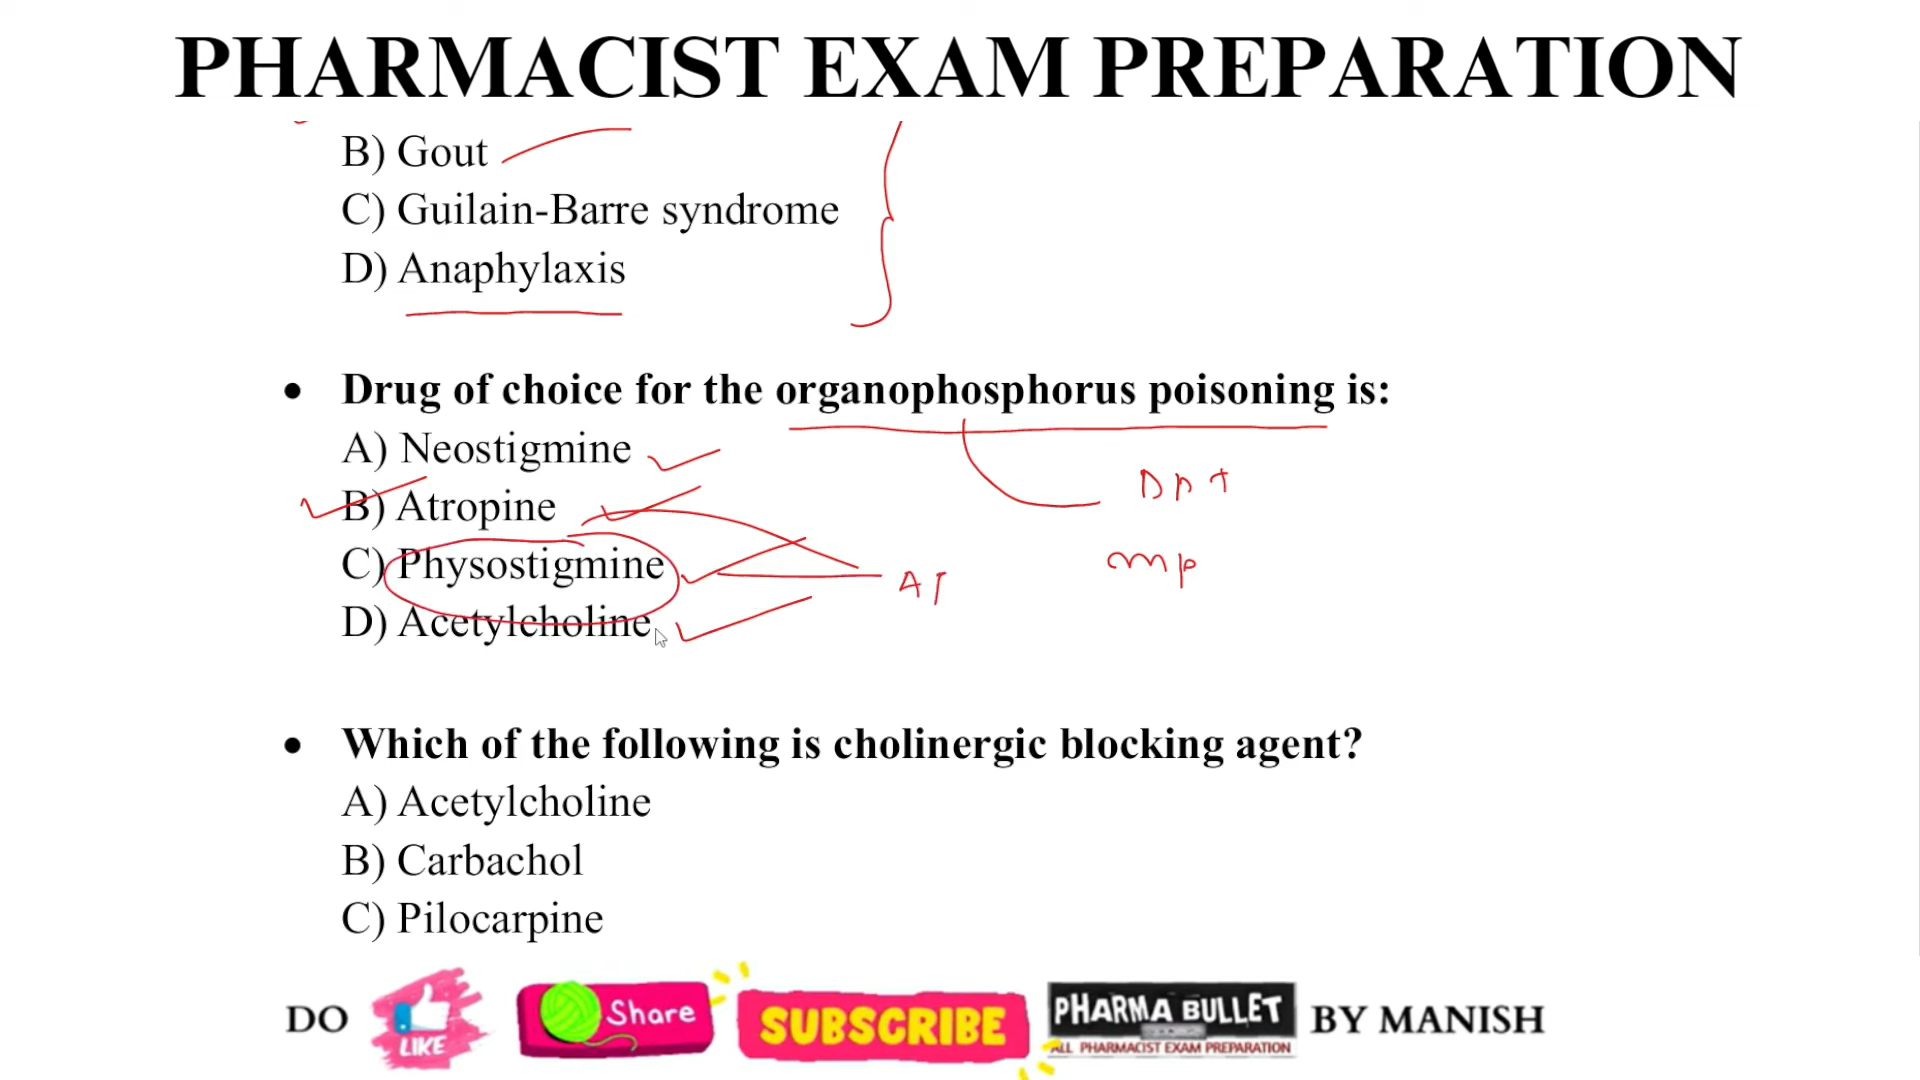 PHARMACIST EXAM PREPARATION
B) Gout
C) Guilain-Barre syndrome
D) Anaphylaxis
• Drug of choice for the organophosphorus poisoning is:
A) Neostigmine
B) Atropine
C) Physostigmine
D) Acetylcholine
• Which of the following is cholinergic blocking agent?
A) Acetylcholine
B) Carbachol
C) Pilocarpine
DO LIKE Share SUBSCRIBE PHARMA BULLET BY MANISH
ALL PHARMACIST EXAM PREPARATION